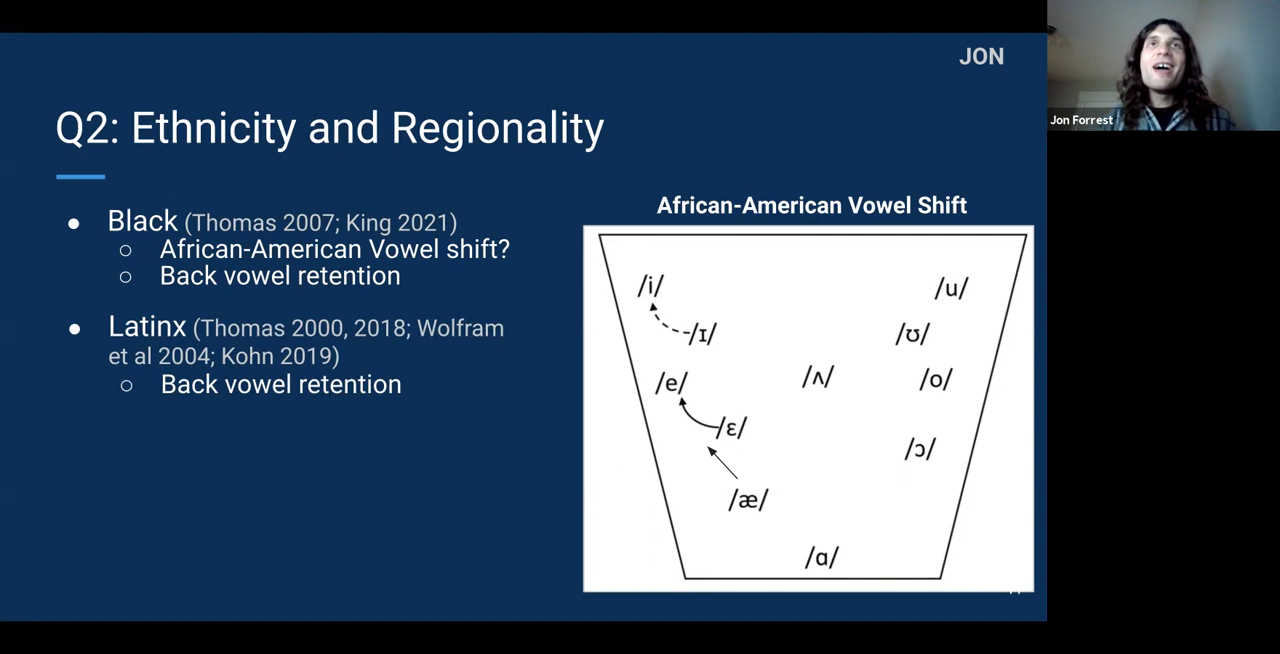 JON
Jon Forrest
Q2: Ethnicity and Regionality
● Black (Thomas 2007; King 2021)
○ African-American Vowel shift?
○ Back vowel retention
● Latinx (Thomas 2000, 2018; Wolfram
et al 2004; Kohn 2019)
○ Back vowel retention
African-American Vowel Shift
/i/ /u/
/ɪ/ /ʊ/
/e/ /ʌ/ /o/
/ɛ/
/ɔ/
/æ/
/ɑ/